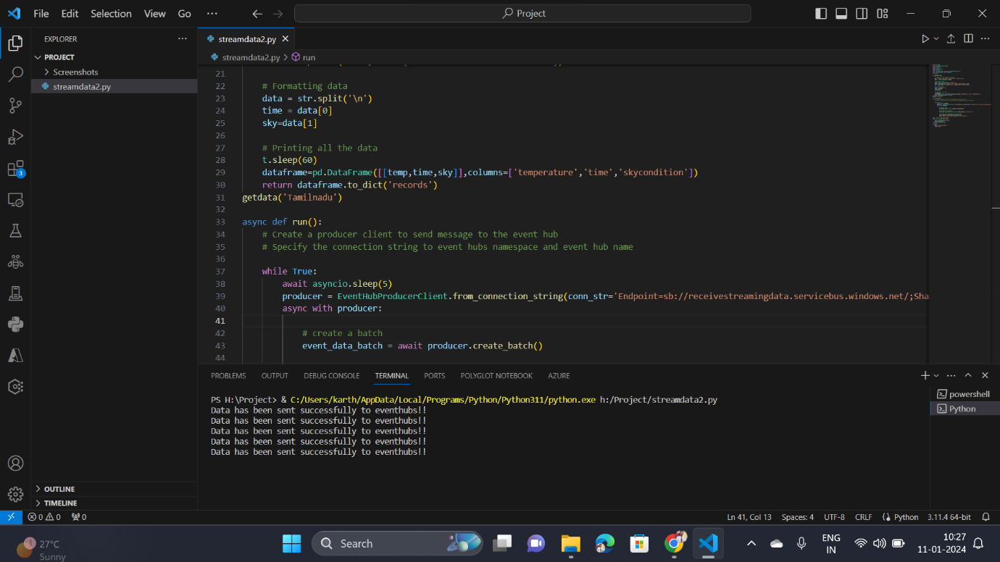 File Edit Selection View Go ··· Project
EXPLORER ···
PROJECT
Screenshots
streamdata2.py
3
OUTLINE
TIMELINE
streamdata2.py
streamdata2.py > run
21
22 # Formatting data
23 data = str.split('\n')
24 time = data[0]
25 sky=data[1]
26
27 # Printing all the data
28 t.sleep(60)
29 dataframe=pd.DataFrame([[temp,time,sky]],columns=['temperature','time','skycondition'])
30 return dataframe.to_dict('records')
31 getdata('Tamilnadu')
32
33 async def run():
34 # Create a producer client to send message to the event hub
35 # Specify the connection string to event hubs namespace and event hub name
36
37 while True:
38 await asyncio.sleep(5)
39 producer = EventHubProducerClient.from_connection_string(conn_str='Endpoint=sb://receivestreamingdata.servicebus.windows.net/;Sha
40 async with producer:
41
42 # create a batch
43 event_data_batch = await producer.create_batch()
44
PROBLEMS OUTPUT DEBUG CONSOLE TERMINAL PORTS POLYGLOT NOTEBOOK AZURE
PS H:\Project> & C:/Users/karth/AppData/Local/Programs/Python/Python311/python.exe h:/Project/streamdata2.py
Data has been sent successfully to eventhubs!!
Data has been sent successfully to eventhubs!!
Data has been sent successfully to eventhubs!!
Data has been sent successfully to eventhubs!!
Data has been sent successfully to eventhubs!!
powershell
Python
0 0 0 Ln 41, Col 13 Spaces: 4 UTF-8 CRLF Python 3.11.4 64-bit
1 27°C
Sunny
Search
ENG
IN
10:27
11-01-2024